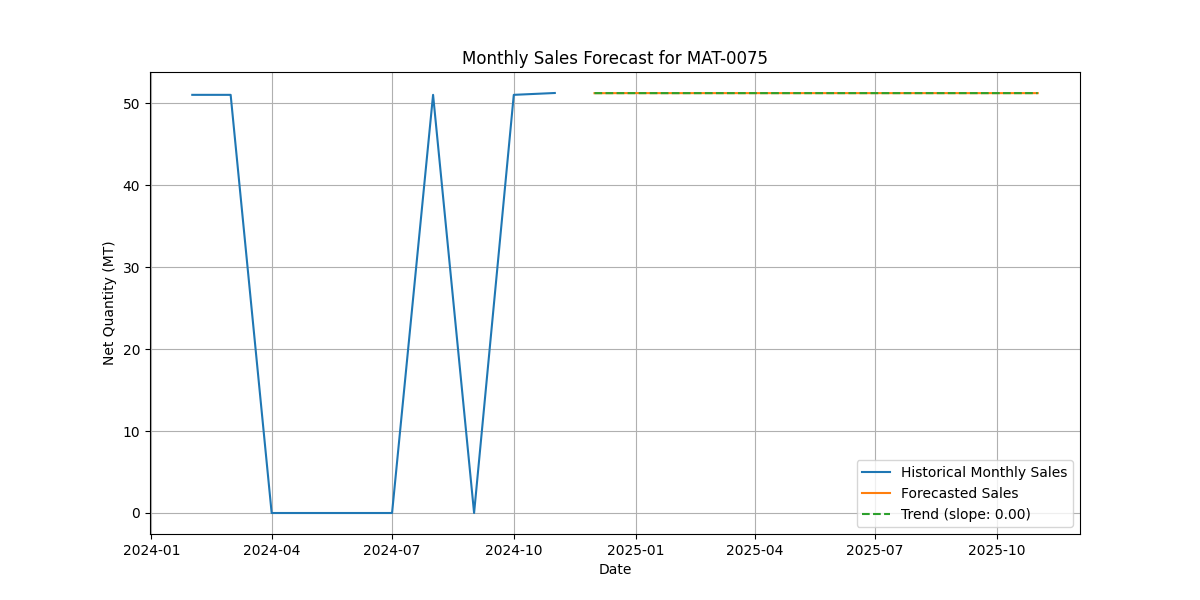 Monthly Sales Forecast for MAT-0075
Net Quantity (MT)
50
40
30
20
10
0
Historical Monthly Sales
Forecasted Sales
Trend (slope: 0.00)
2024-01 2024-04 2024-07 2024-10 2025-01 2025-04 2025-07 2025-10
Date